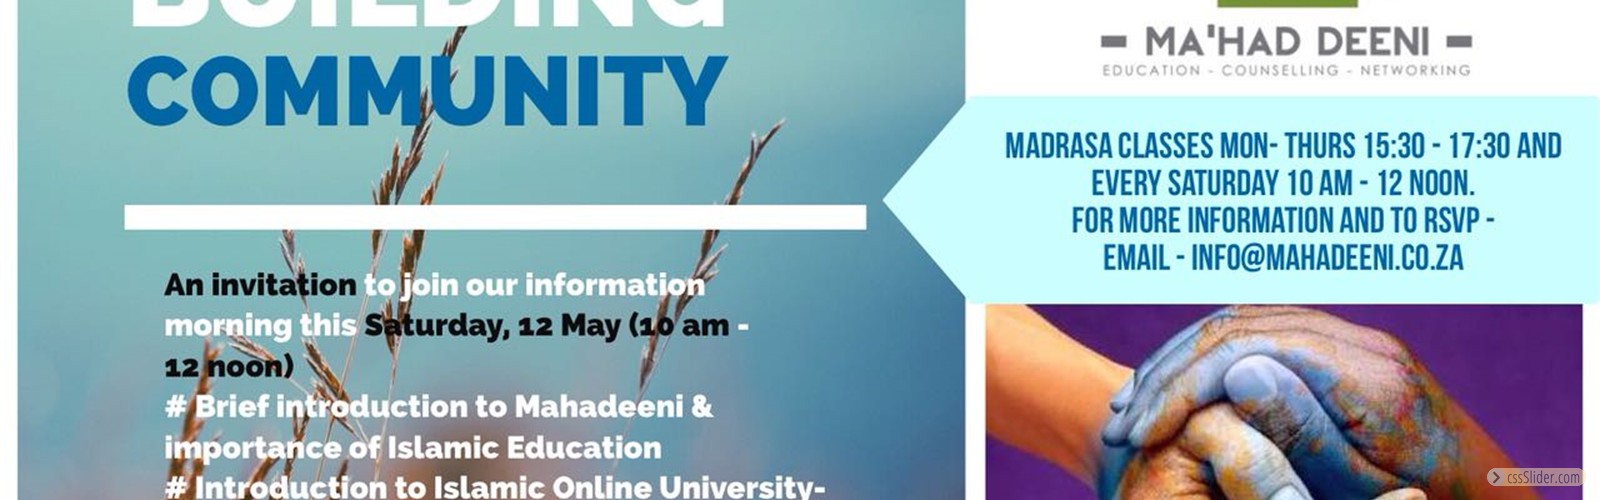 BUILDING
COMMUNITY
An invitation to join our information
morning this Saturday, 12 May (10 am -
12 noon)
# Brief introduction to Mahadeeni &
importance of Islamic Education
# Introduction to Islamic Online University-
MA'HAD DEENI
EDUCATION - COUNSELLING - NETWORKING
MADRASA CLASSES MON- THURS 15:30 - 17:30 AND
EVERY SATURDAY 10 AM - 12 NOON.
FOR MORE INFORMATION AND TO RSVP -
EMAIL - INFO@MAHADEENI.CO.ZA
cssSlider.com